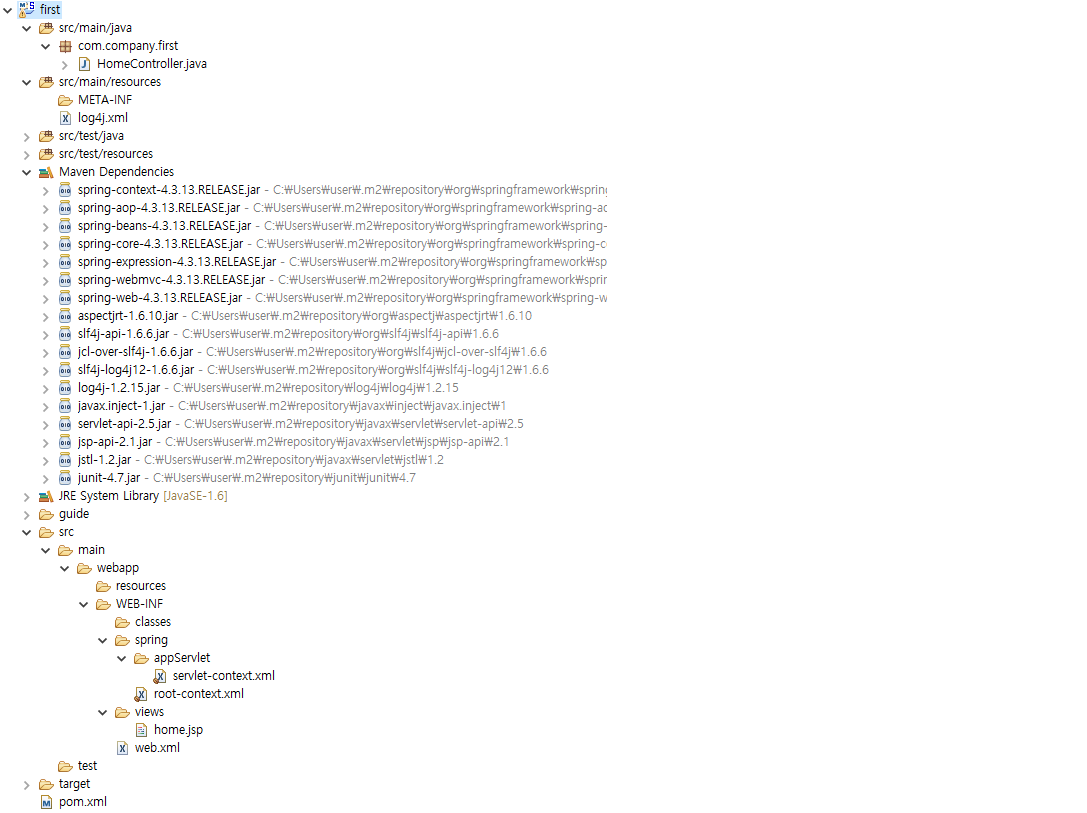 first
src/main/java
com.company.first
HomeController.java
src/main/resources
META-INF
log4j.xml
src/test/java
src/test/resources
Maven Dependencies
spring-context-4.3.13.RELEASE.jar - C:₩Users₩user₩.m2₩repository₩org₩springframework₩spring
spring-aop-4.3.13.RELEASE.jar - C:₩Users₩user₩.m2₩repository₩org₩springframework₩spring-ac
spring-beans-4.3.13.RELEASE.jar - C:₩Users₩user₩.m2₩repository₩org₩springframework₩spring-
spring-core-4.3.13.RELEASE.jar - C:₩Users₩user₩.m2₩repository₩org₩springframework₩spring-c
spring-expression-4.3.13.RELEASE.jar - C:₩Users₩user₩.m2₩repository₩org₩springframework₩sp
spring-webmvc-4.3.13.RELEASE.jar - C:₩Users₩user₩.m2₩repository₩org₩springframework₩sprin
spring-web-4.3.13.RELEASE.jar - C:₩Users₩user₩.m2₩repository₩org₩springframework₩spring-w
aspectjrt-1.6.10.jar - C:₩Users₩user₩.m2₩repository₩org₩aspectj₩aspectjrt₩1.6.10
slf4j-api-1.6.6.jar - C:₩Users₩user₩.m2₩repository₩org₩slf4j₩slf4j-api₩1.6.6
jcl-over-slf4j-1.6.6.jar - C:₩Users₩user₩.m2₩repository₩org₩slf4j₩jcl-over-slf4j₩1.6.6
slf4j-log4j12-1.6.6.jar - C:₩Users₩user₩.m2₩repository₩org₩slf4j₩slf4j-log4j12₩1.6.6
log4j-1.2.15.jar - C:₩Users₩user₩.m2₩repository₩log4j₩log4j₩1.2.15
javax.inject-1.jar - C:₩Users₩user₩.m2₩repository₩javax₩inject₩javax.inject₩1
servlet-api-2.5.jar - C:₩Users₩user₩.m2₩repository₩javax₩servlet₩servlet-api₩2.5
jsp-api-2.1.jar - C:₩Users₩user₩.m2₩repository₩javax₩servlet₩jsp₩jsp-api₩2.1
jstl-1.2.jar - C:₩Users₩user₩.m2₩repository₩javax₩servlet₩jstl₩1.2
junit-4.7.jar - C:₩Users₩user₩.m2₩repository₩junit₩junit₩4.7
JRE System Library [JavaSE-1.6]
guide
src
main
webapp
resources
WEB-INF
classes
spring
appServlet
servlet-context.xml
root-context.xml
views
home.jsp
web.xml
test
target
pom.xml